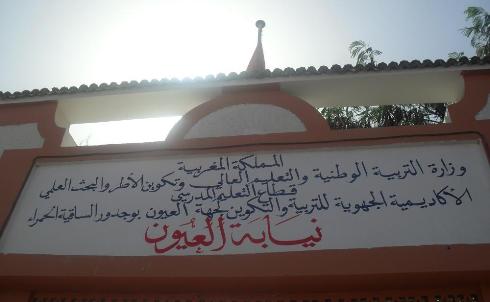 المملكة المغربية
وزارة التربية الوطنية والتعليم العالي وتكوين الأطر والبحث العلمي
قطاع التعليم المدرسي
الأكاديمية الجهوية للتربية والتكوين لجهة العيون بوجدور الساقية الحمراء
نيابة العيون